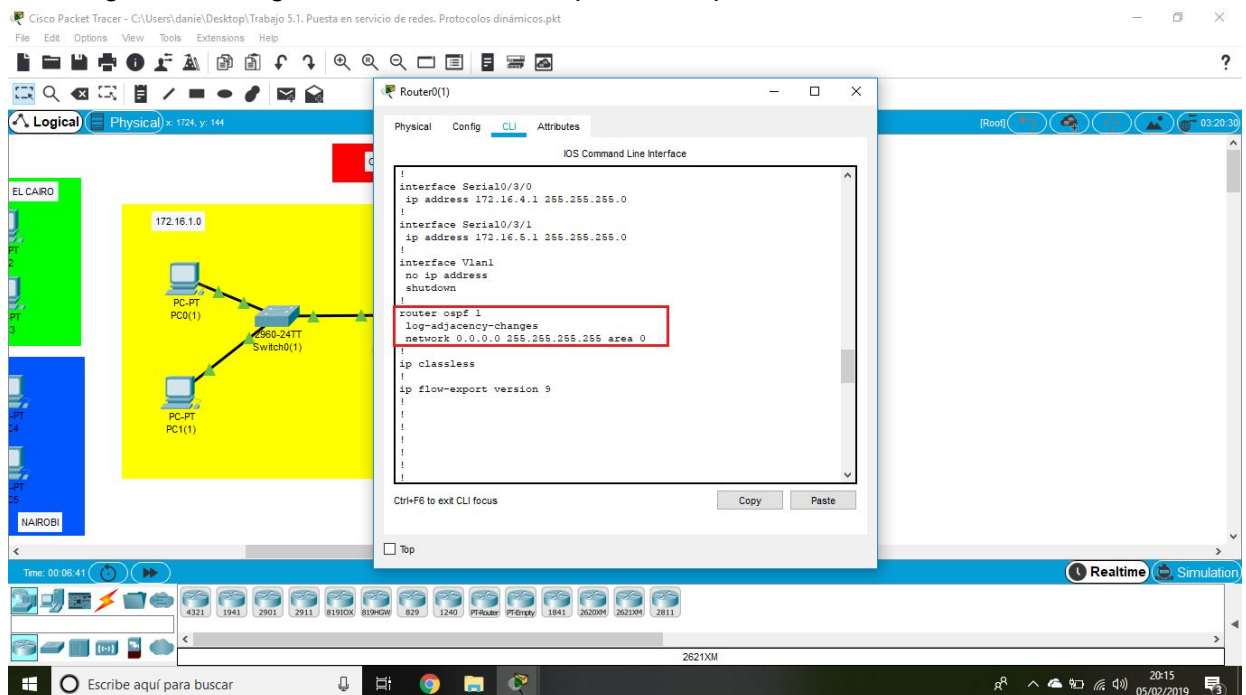 Cisco Packet Tracer - C:\Users\danie\Desktop\Trabajo 5.1. Puesta en servicio de redes. Protocolos dinámicos.pkt
File Edit Options View Tools Extensions Help
Logical Physical x: 1724, y: 144
[Root] 03:20:30
EL CAIRO
172.16.1.0
PC-PT
PC0(1)
2960-24TT
Switch0(1)
PC-PT
PC1(1)
NAIROBI
Router0(1)
Physical Config CLI Attributes
IOS Command Line Interface
!
interface Serial0/3/0
ip address 172.16.4.1 255.255.255.0
!
interface Serial0/3/1
ip address 172.16.5.1 255.255.255.0
!
interface Vlan1
no ip address
shutdown
!
router ospf 1
log-adjacency-changes
network 0.0.0.0 255.255.255.255 area 0
!
ip classless
!
ip flow-export version 9
!
!
!
!
!
!
!
Ctrl+F6 to exit CLI focus
Copy Paste
Top
Time: 00:06:41
Realtime Simulation
4321 1941 2901 2911 819IOX 819HGW 829 1240 PT-Router PT-Empty 1841 2620XM 2621XM 2811
2621XM
Escribe aquí para buscar
20:15
05/02/2019
3